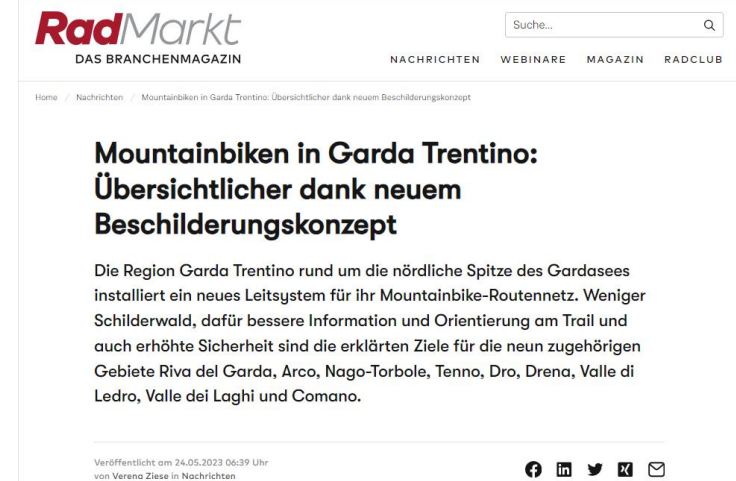 RadMarkt
DAS BRANCHENMAGAZIN
Suche...
NACHRICHTEN WEBINARE MAGAZIN RADCLUB
Home / Nachrichten / Mountainbiken in Garda Trentino: Übersichtlicher dank neuem Beschilderungskonzept
Mountainbiken in Garda Trentino:
Übersichtlicher dank neuem
Beschilderungskonzept
Die Region Garda Trentino rund um die nördliche Spitze des Gardasees
installiert ein neues Leitsystem für ihr Mountainbike-Routennetz. Weniger
Schilderwald, dafür bessere Information und Orientierung am Trail und
auch erhöhte Sicherheit sind die erklärten Ziele für die neun zugehörigen
Gebiete Riva del Garda, Arco, Nago-Torbole, Tenno, Dro, Drena, Valle di
Ledro, Valle dei Laghi und Comano.
Veröffentlicht am 24.05.2023 06:39 Uhr
von Verena Ziese in Nachrichten